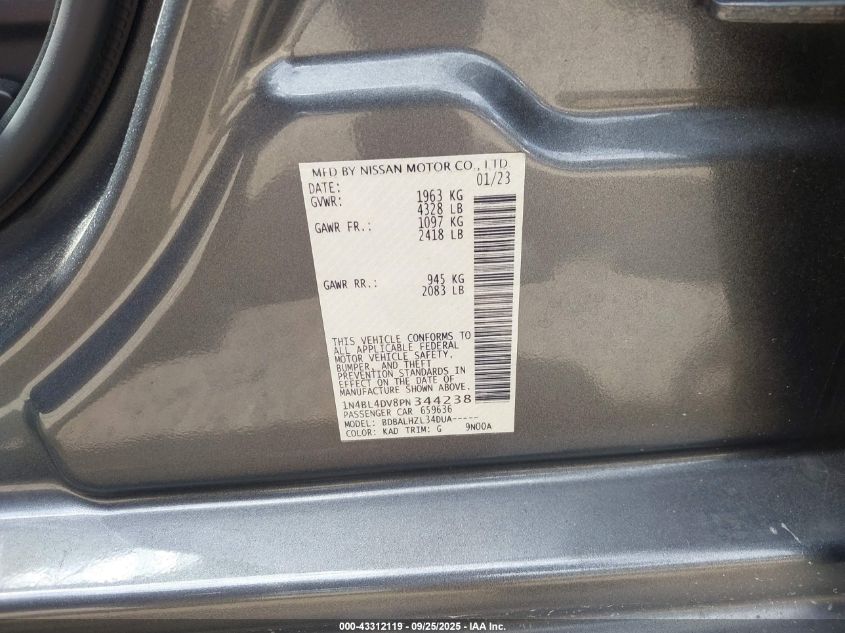 MFD BY NISSAN MOTOR CO., LTD
DATE: 01/23
GVWR: 1963 KG
4328 LB
GAWR FR.: 1097 KG
2418 LB
GAWR RR.: 945 KG
2083 LB
THIS VEHICLE CONFORMS TO
ALL APPLICABLE FEDERAL
MOTOR VEHICLE SAFETY,
BUMPER, AND THEFT
PREVENTION STANDARDS IN
EFFECT ON THE DATE OF
MANUFACTURE SHOWN ABOVE.
1N4BL4DV8PN344238
PASSENGER CAR 659636
MODEL: BDBALHZL34DUA-----
COLOR: KAD TRIM: G 9N00A
000-43312119 - 09/25/2025 - IAA Inc.